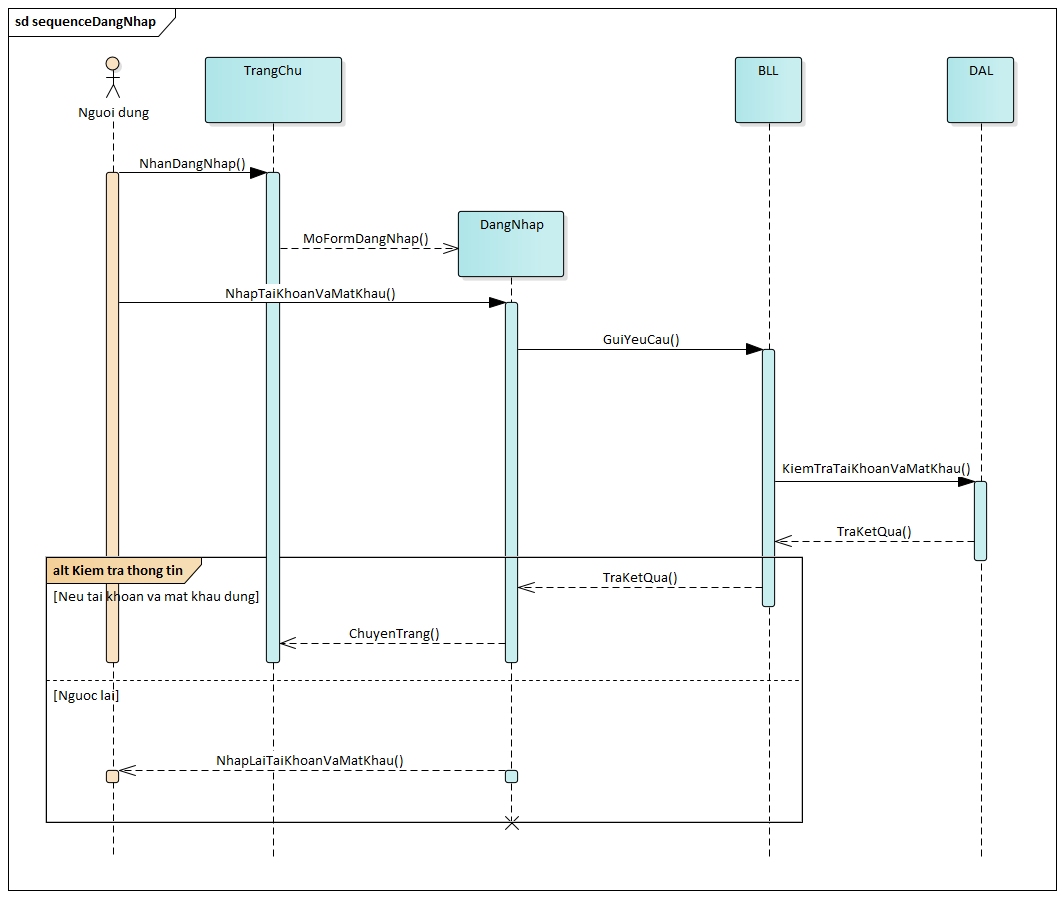 sd sequenceDangNhap
Nguoi dung
TrangChu
BLL
DAL
NhanDangNhap()
DangNhap
MoFormDangNhap()
NhapTaiKhoanVaMatKhau()
GuiYeuCau()
KiemTraTaiKhoanVaMatKhau()
TraKetQua()
alt Kiem tra thong tin
TraKetQua()
[Neu tai khoan va mat khau dung]
ChuyenTrang()
[Nguoc lai]
NhapLaiTaiKhoanVaMatKhau()